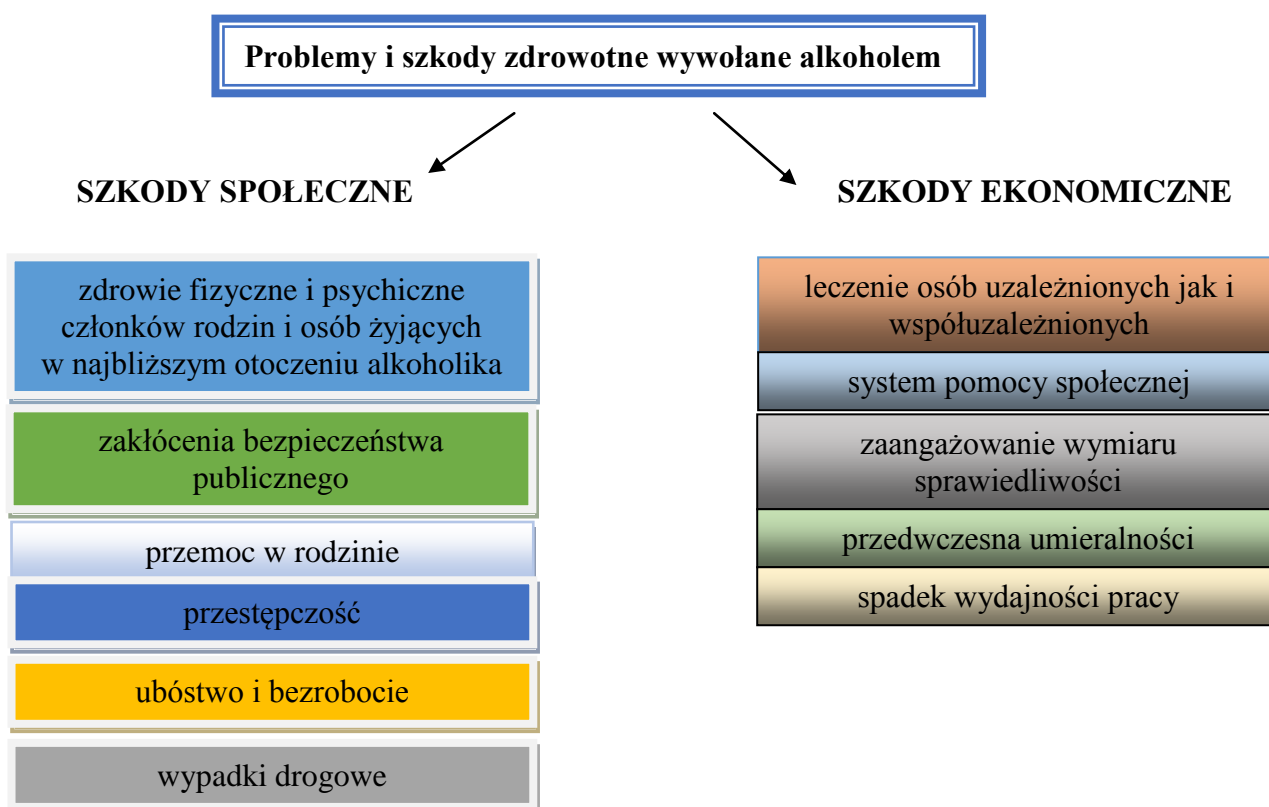 Problemy i szkody zdrowotne wywołane alkoholem
SZKODY SPOŁECZNE
zdrowie fizyczne i psychiczne
członków rodzin i osób żyjących
w najbliższym otoczeniu alkoholika
zakłócenia bezpieczeństwa
publicznego
przemoc w rodzinie
przestępczość
ubóstwo i bezrobocie
wypadki drogowe
SZKODY EKONOMICZNE
leczenie osób uzależnionych jak i
współuzależnionych
system pomocy społecznej
zaangażowanie wymiaru
sprawiedliwości
przedwczesna umieralności
spadek wydajności pracy